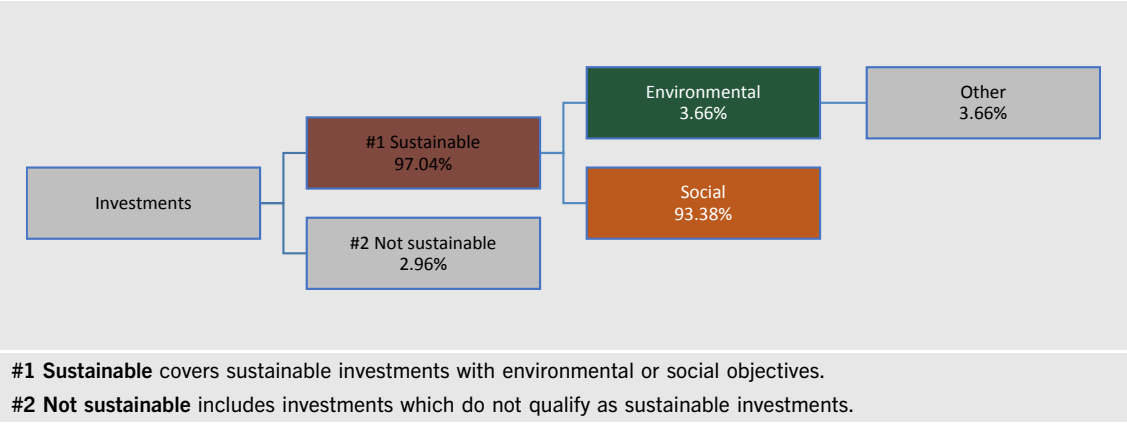 Investments
#1 Sustainable
97.04%
#2 Not sustainable
2.96%
Environmental
3.66%
Social
93.38%
Other
3.66%
#1 Sustainable covers sustainable investments with environmental or social objectives.
#2 Not sustainable includes investments which do not qualify as sustainable investments.